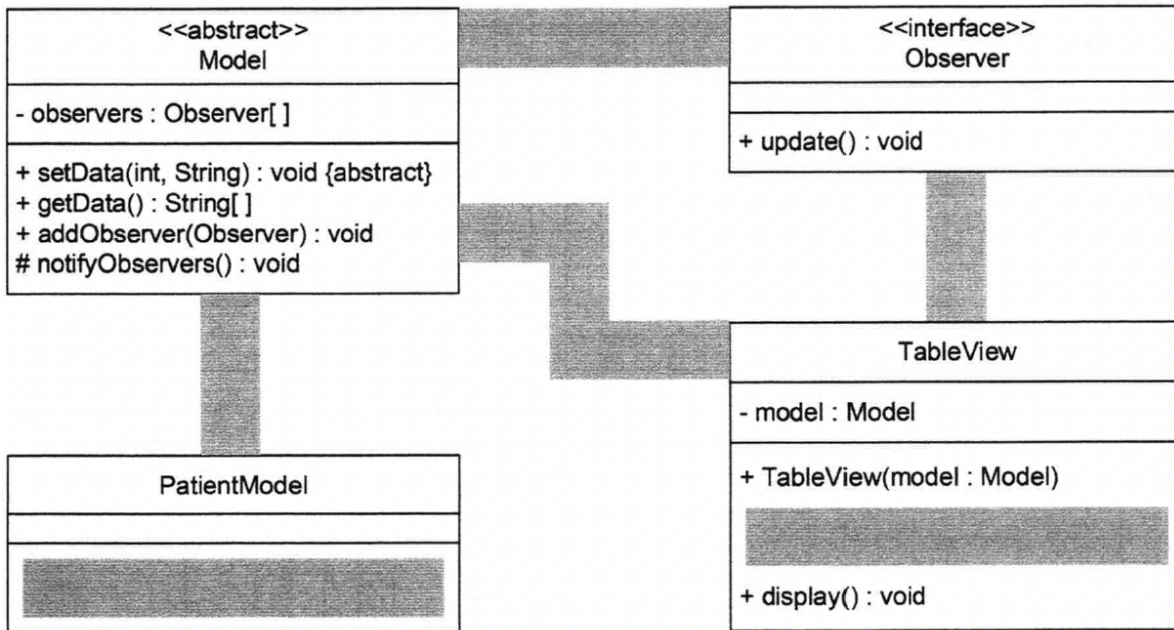 <<abstract>>
Model
- observers : Observer[ ]
+ setData(int, String) : void {abstract}
+ getData() : String[ ]
+ addObserver(Observer) : void
# notifyObservers() : void
<<interface>>
Observer
+ update() : void
PatientModel
TableView
- model : Model
+ TableView(model : Model)
+ display() : void